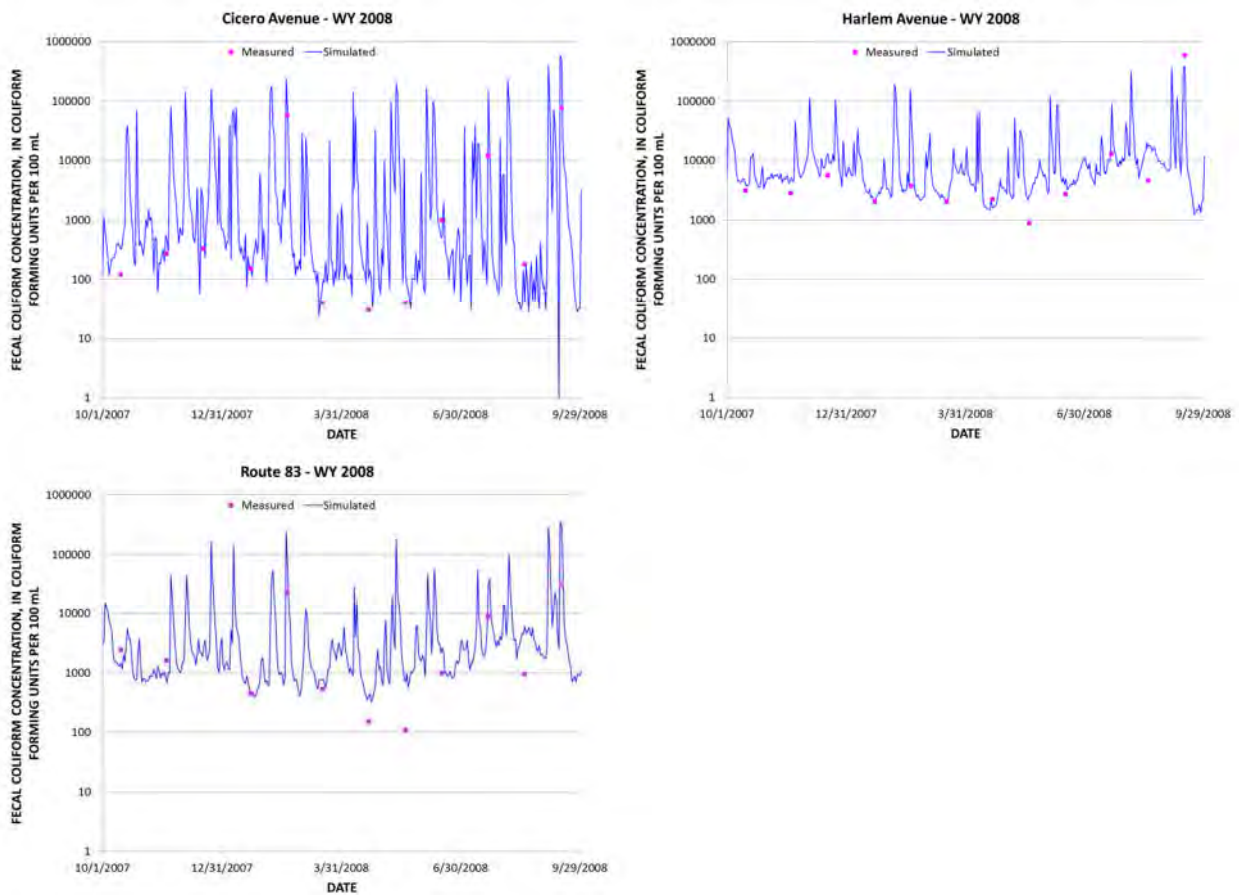 Cicero Avenue - WY 2008
Measured Simulated
FECAL COLIFORM CONCENTRATION, IN COLIFORM
FORMING UNITS PER 100 mL
1000000
100000
10000
1000
100
10
1
10/1/2007 12/31/2007 3/31/2008 6/30/2008 9/29/2008
DATE
Harlem Avenue - WY 2008
Measured Simulated
FECAL COLIFORM CONCENTRATION, IN COLIFORM
FORMING UNITS PER 100 mL
1000000
100000
10000
1000
100
10
1
10/1/2007 12/31/2007 3/31/2008 6/30/2008 9/29/2008
DATE
Route 83 - WY 2008
Measured Simulated
FECAL COLIFORM CONCENTRATION, IN COLIFORM
FORMING UNITS PER 100 mL
1000000
100000
10000
1000
100
10
1
10/1/2007 12/31/2007 3/31/2008 6/30/2008 9/29/2008
DATE